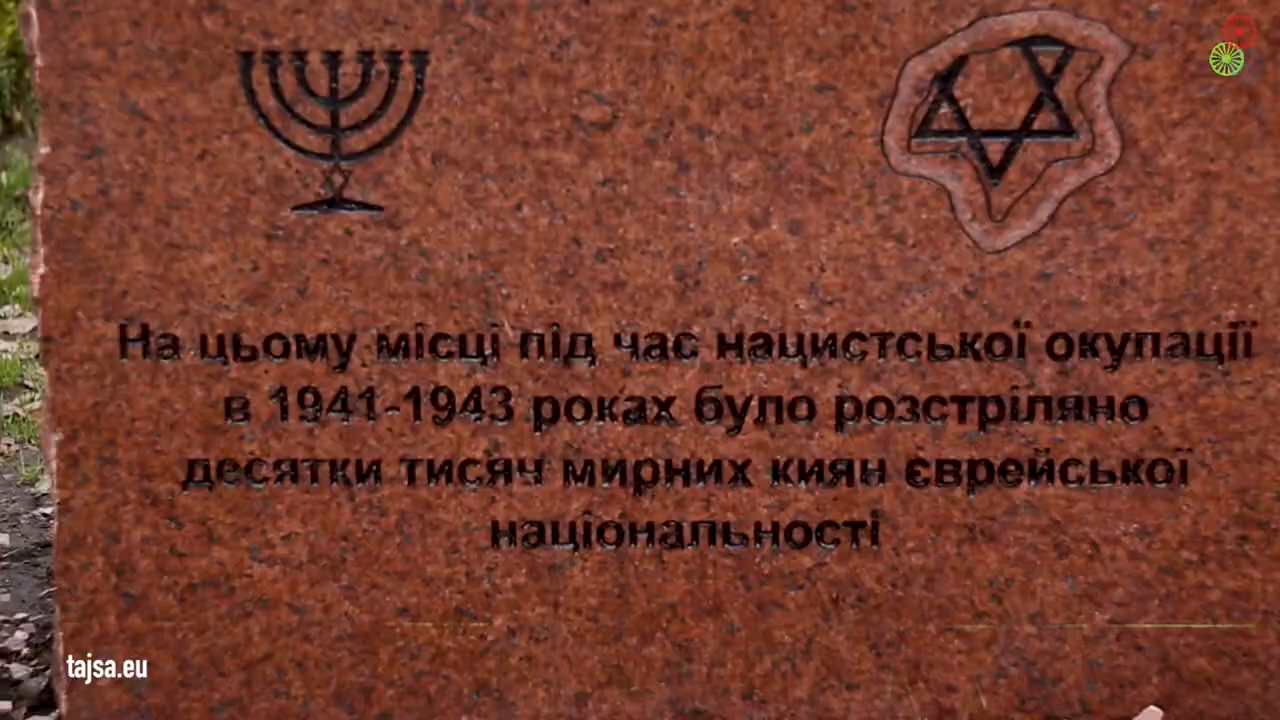 На цьому місці під час нацистської окупації
в 1941-1943 роках було розстріляно
десятки тисяч мирних киян єврейської
національності
tajsa.eu